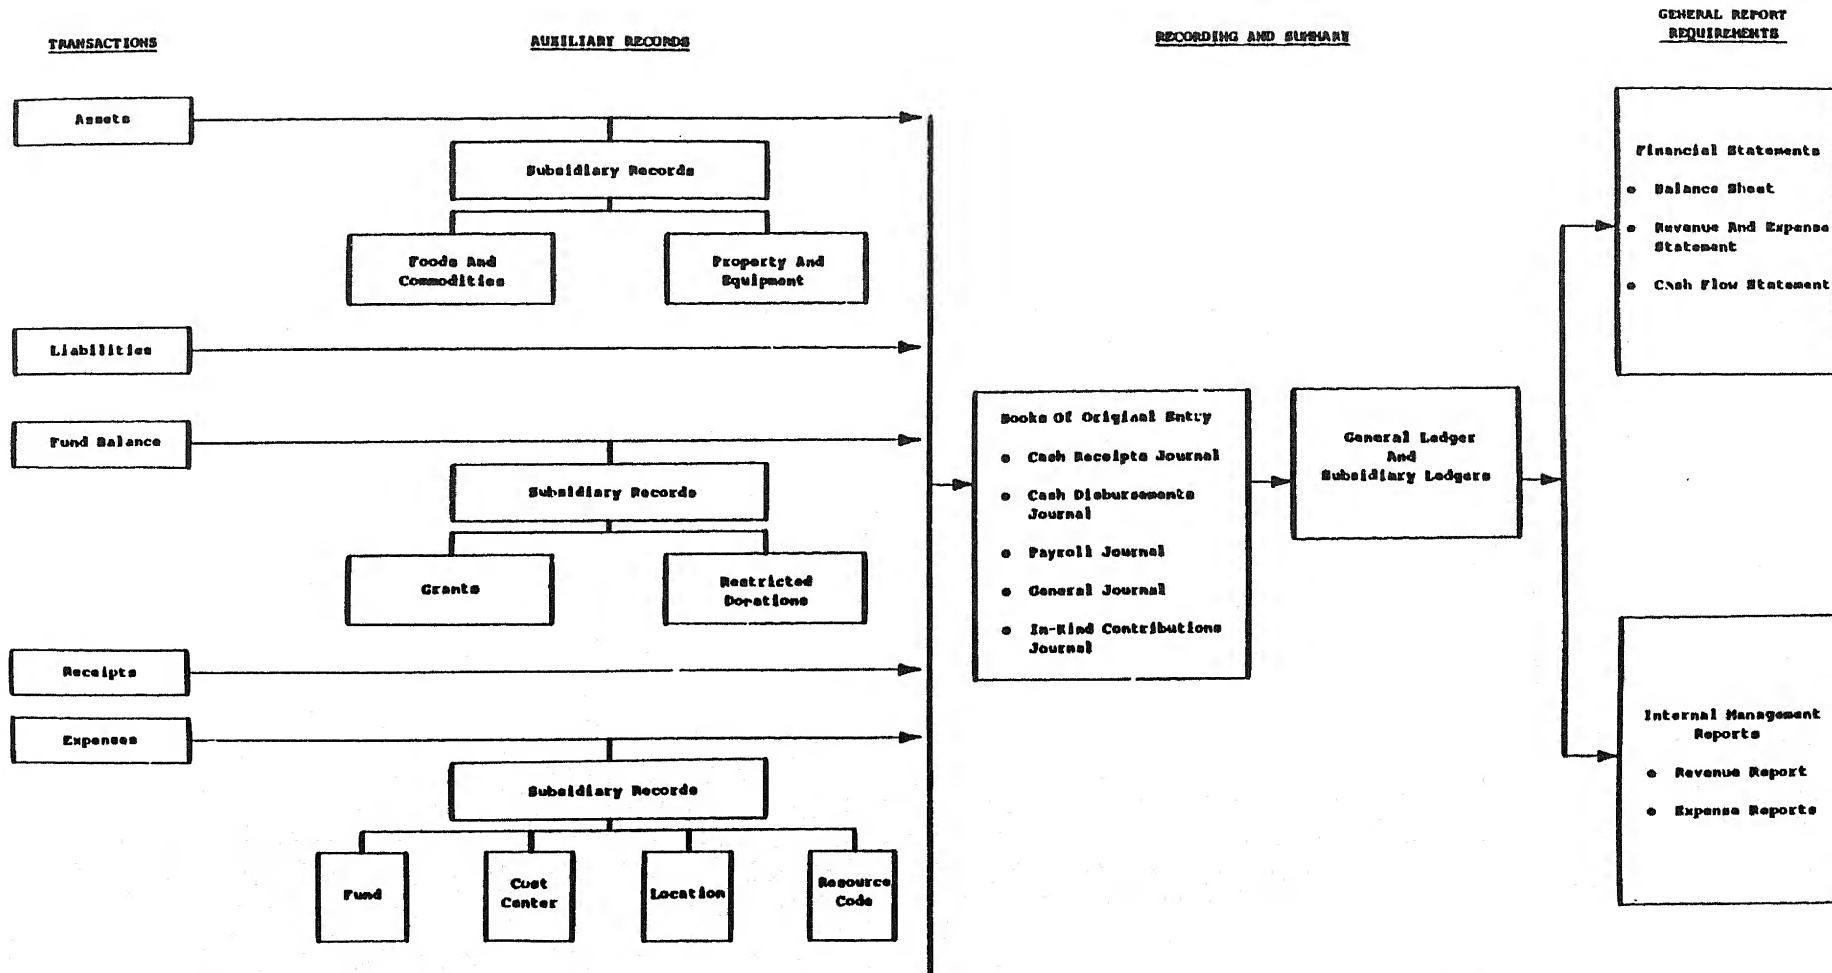 TRANSACTIONS
AUXILIARY RECORDS
RECORDING AND SUMMARY
GENERAL REPORT
REQUIREMENTS
Assets
Subsidiary Records
Foods And
Commodities
Property And
Equipment
Liabilities
Fund Balance
Subsidiary Records
Grants
Restricted
Donations
Receipts
Expenses
Subsidiary Records
Fund
Cost
Center
Location
Resource
Code
Books Of Original Entry
• Cash Receipts Journal
• Cash Disbursements
Journal
• Payroll Journal
• General Journal
• In-Kind Contributions
Journal
General Ledger
And
Subsidiary Ledgers
Financial Statements
• Balance Sheet
• Revenue And Expense
Statement
• Cash Flow Statement
Internal Management
Reports
• Revenue Report
• Expense Reports